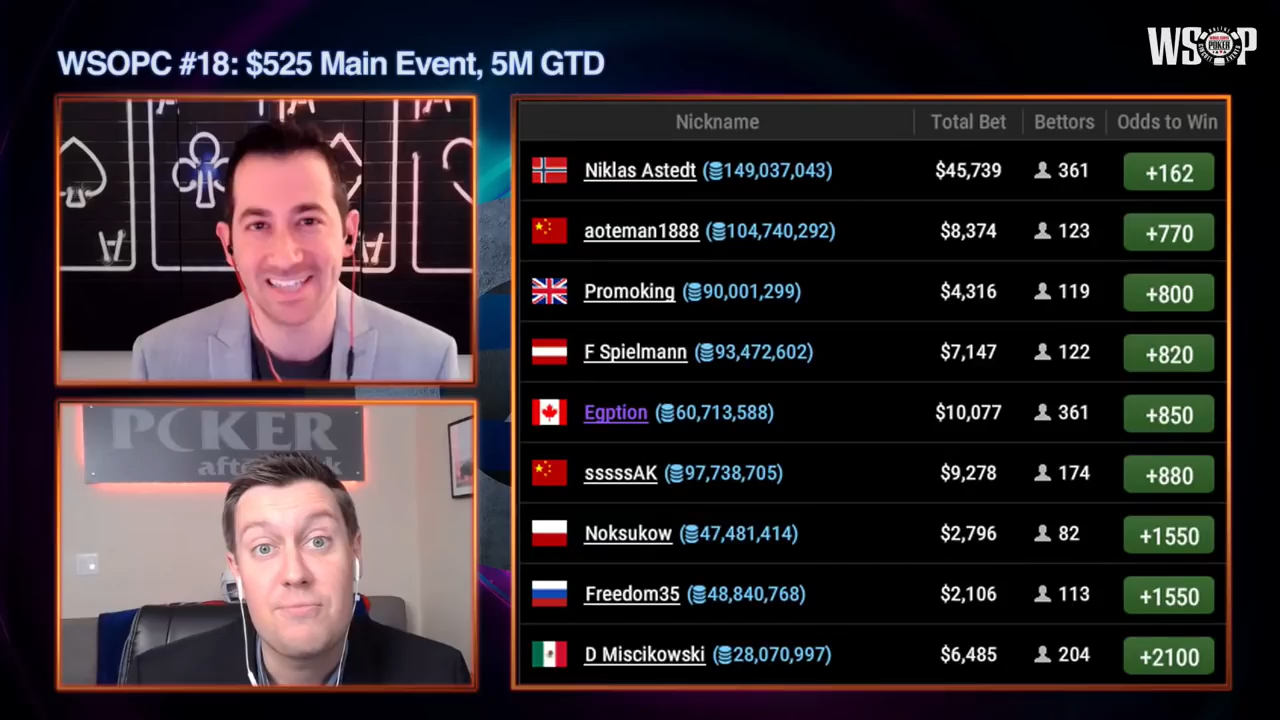 WSOP
WSOPC #18: $525 Main Event, 5M GTD
Nickname Total Bet Bettors Odds to Win
Niklas Astedt (149,037,043) $45,739 361 +162
aoteman1888 (104,740,292) $8,374 123 +770
Promoking (90,001,299) $4,316 119 +800
F Spielmann (93,472,602) $7,147 122 +820
Egption (60,713,588) $10,077 361 +850
sssssAK (97,738,705) $9,278 174 +880
Noksukow (47,481,414) $2,796 82 +1550
Freedom35 (48,840,768) $2,106 113 +1550
D Miscikowski (28,070,997) $6,485 204 +2100
A
A
POKER